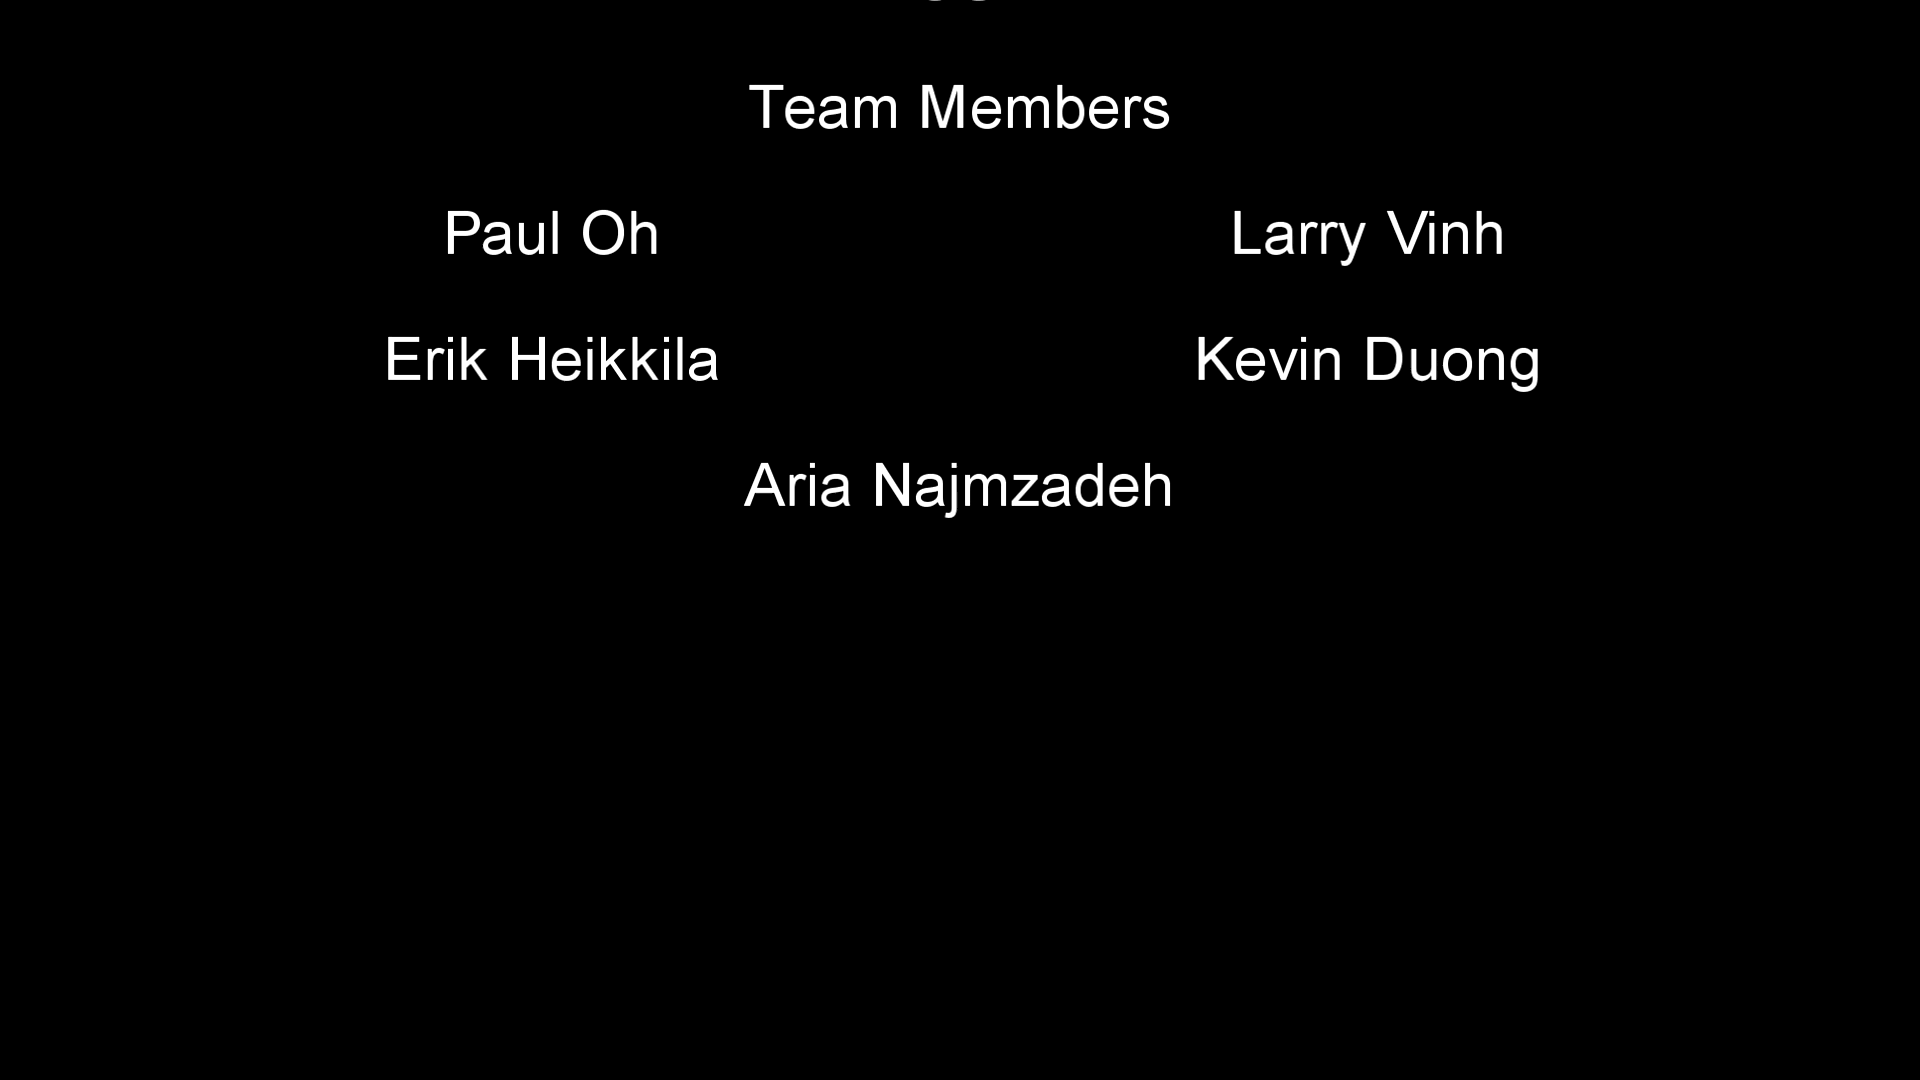 Team Members
Paul Oh Larry Vinh
Erik Heikkila Kevin Duong
Aria Najmzadeh